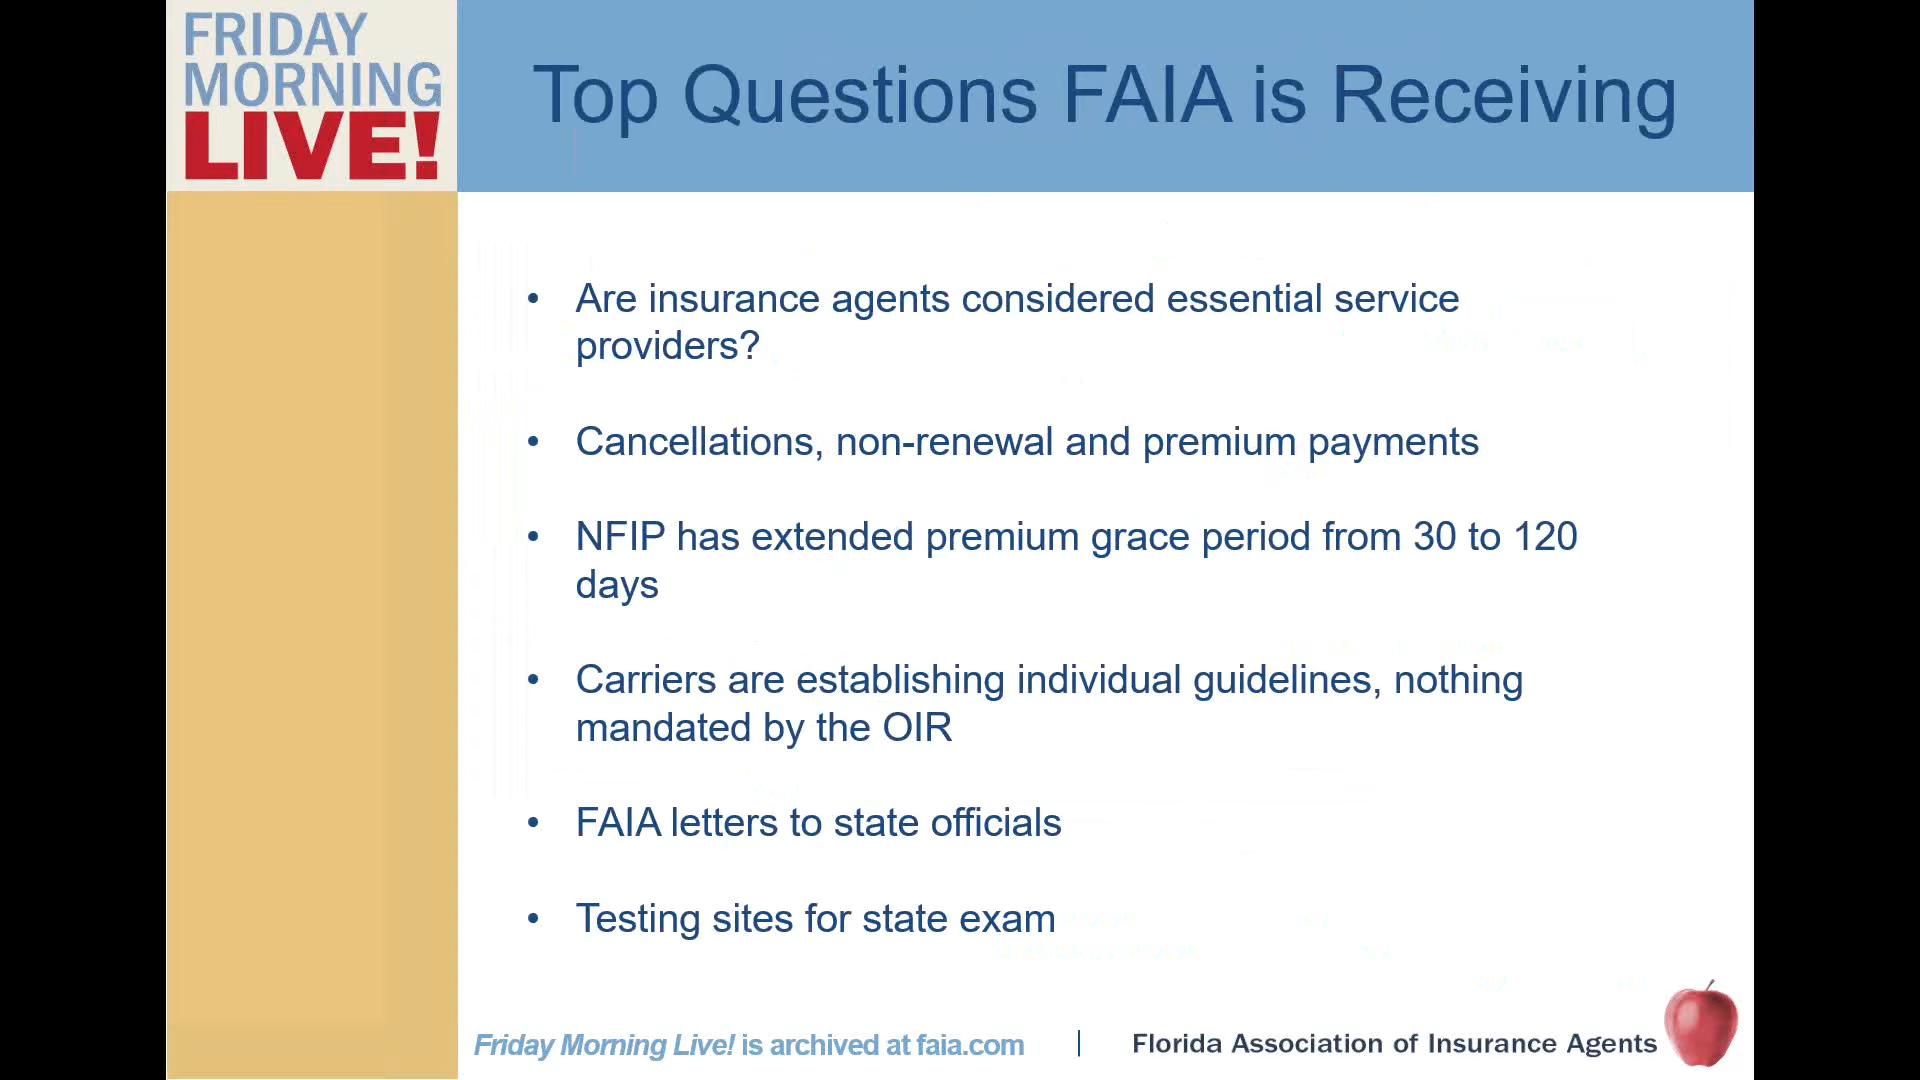 FRIDAY
MORNING
LIVE!
Top Questions FAIA is Receiving
• Are insurance agents considered essential service
providers?
• Cancellations, non-renewal and premium payments
• NFIP has extended premium grace period from 30 to 120
days
• Carriers are establishing individual guidelines, nothing
mandated by the OIR
• FAIA letters to state officials
• Testing sites for state exam
Friday Morning Live! is archived at faia.com | Florida Association of Insurance Agents